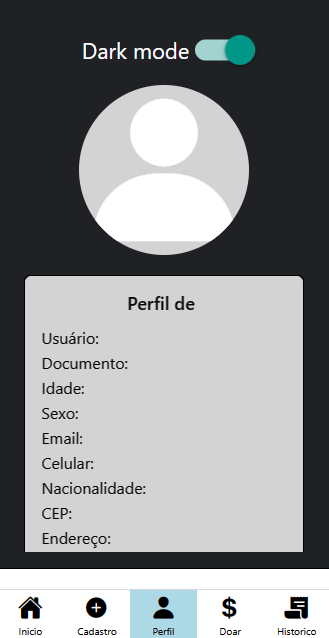 Dark mode
Perfil de
Usuário:
Documento:
Idade:
Sexo:
Email:
Celular:
Nacionalidade:
CEP:
Endereço:
Inicio
Cadastro
Perfil
$
Doar
Historico